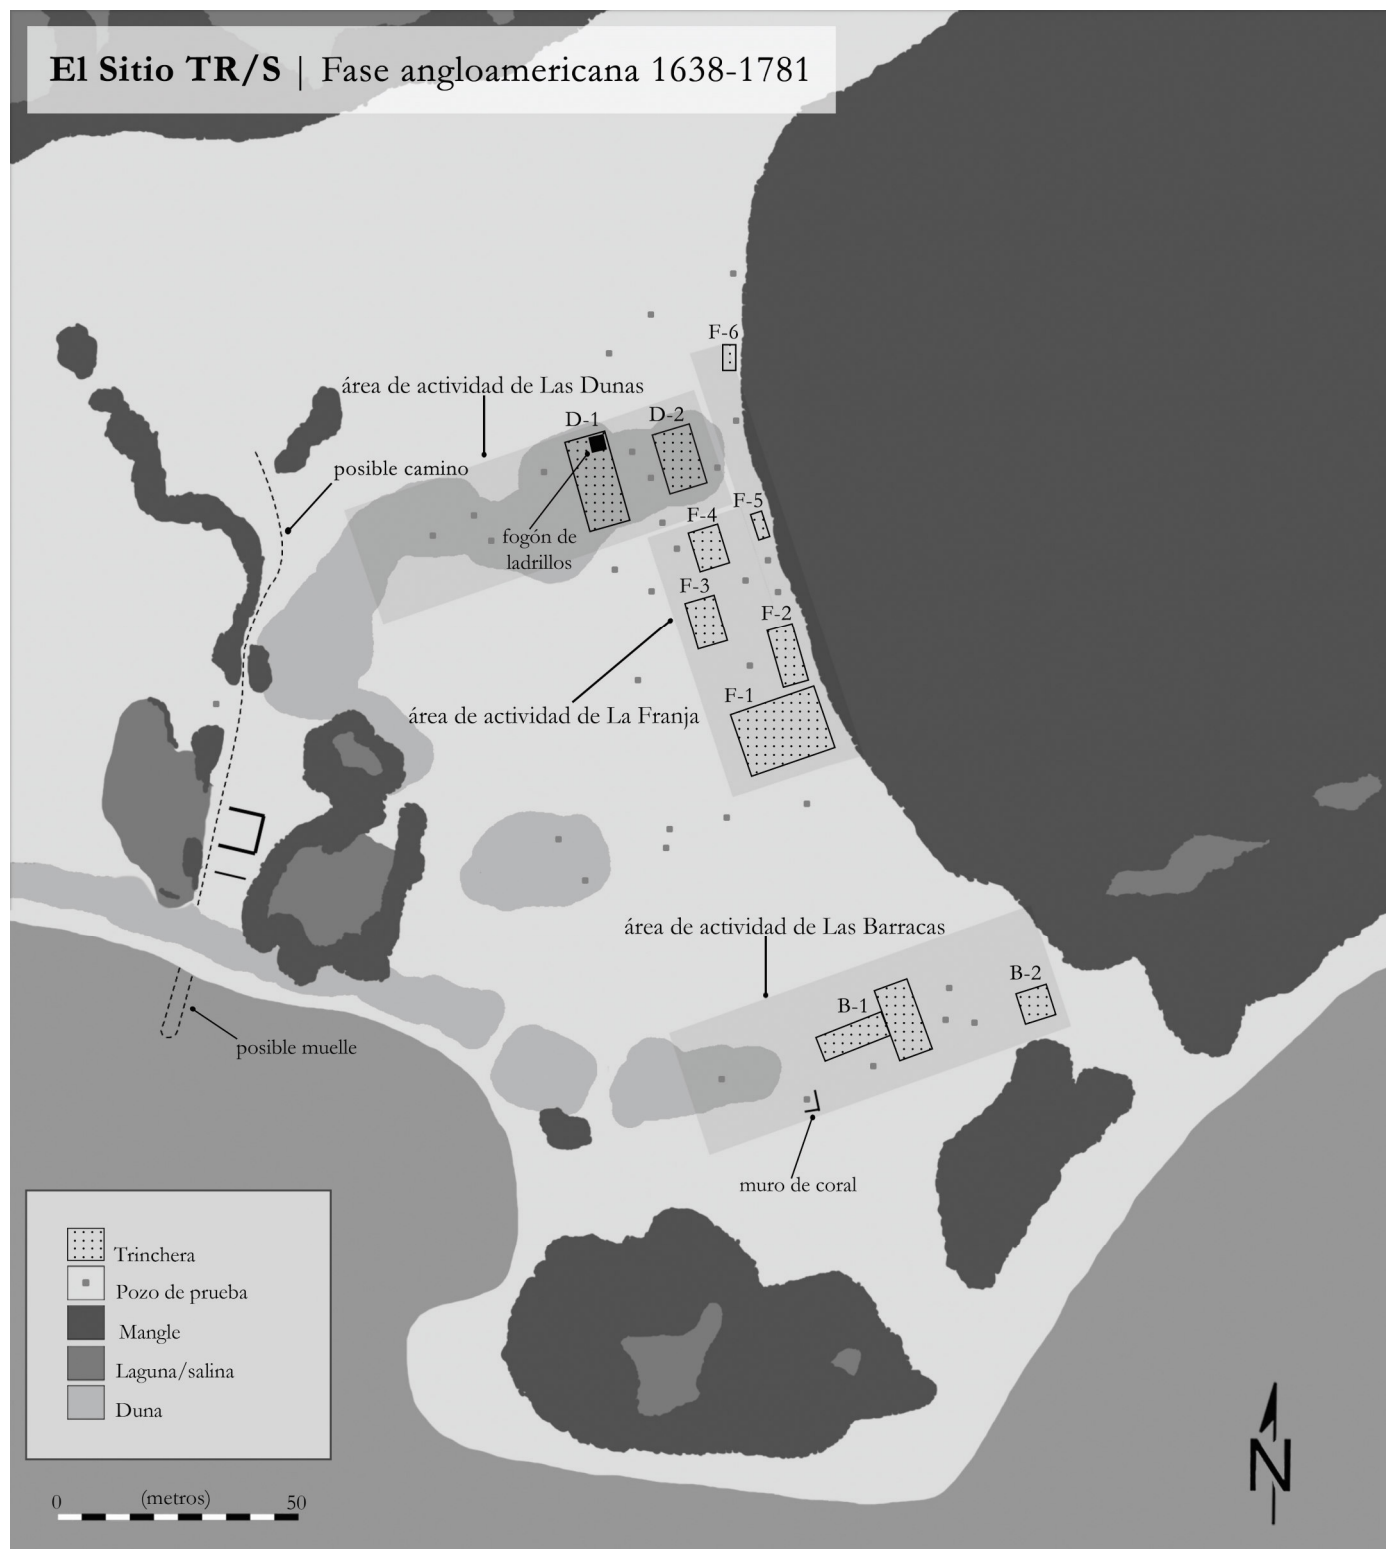 El Sitio TR/S | Fase angloamericana 1638-1781
F-6
área de actividad de Las Dunas
D-1
D-2
posible camino
F-5
F-4
fogón de
ladrillos
F-3
F-2
F-1
área de actividad de La Franja
área de actividad de Las Barracas
B-2
B-1
posible muelle
muro de coral
Trinchera
Pozo de prueba
Mangle
Laguna/salina
Duna
0 (metros) 50
N